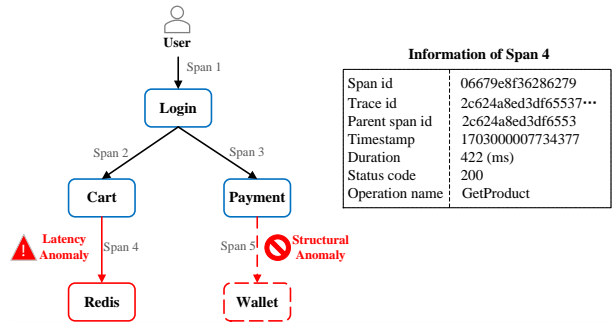 User
Span 1
Login
Span 2
Span 3
Cart
Payment
Latency
Anomaly
Span 4
Span 5
Structural
Anomaly
Redis
Wallet
Information of Span 4
Span id 06679e8f36286279
Trace id 2c624a8ed3df65537···
Parent span id 2c624a8ed3df6553
Timestamp 1703000007734377
Duration 422 (ms)
Status code 200
Operation name GetProduct